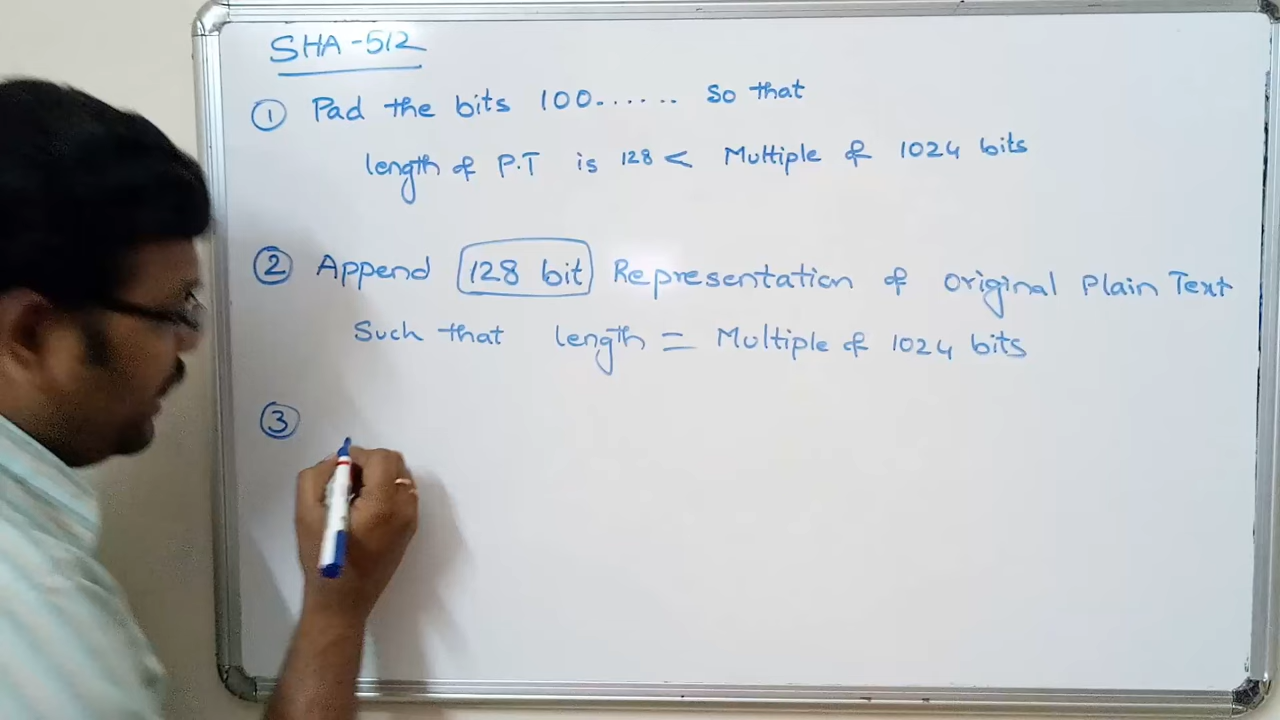 SHA-512
① Pad the bits 100....... So that
length of P.T is 128 < Multiple of 1024 bits
② Append 128 bit Representation of original Plain Text
Such that length = Multiple of 1024 bits
③